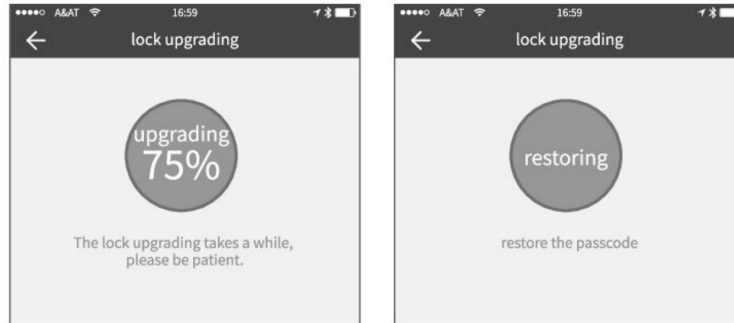 A&AT 16:59
lock upgrading
upgrading
75%
The lock upgrading takes a while,
please be patient.
A&AT 16:59
lock upgrading
restoring
restore the passcode